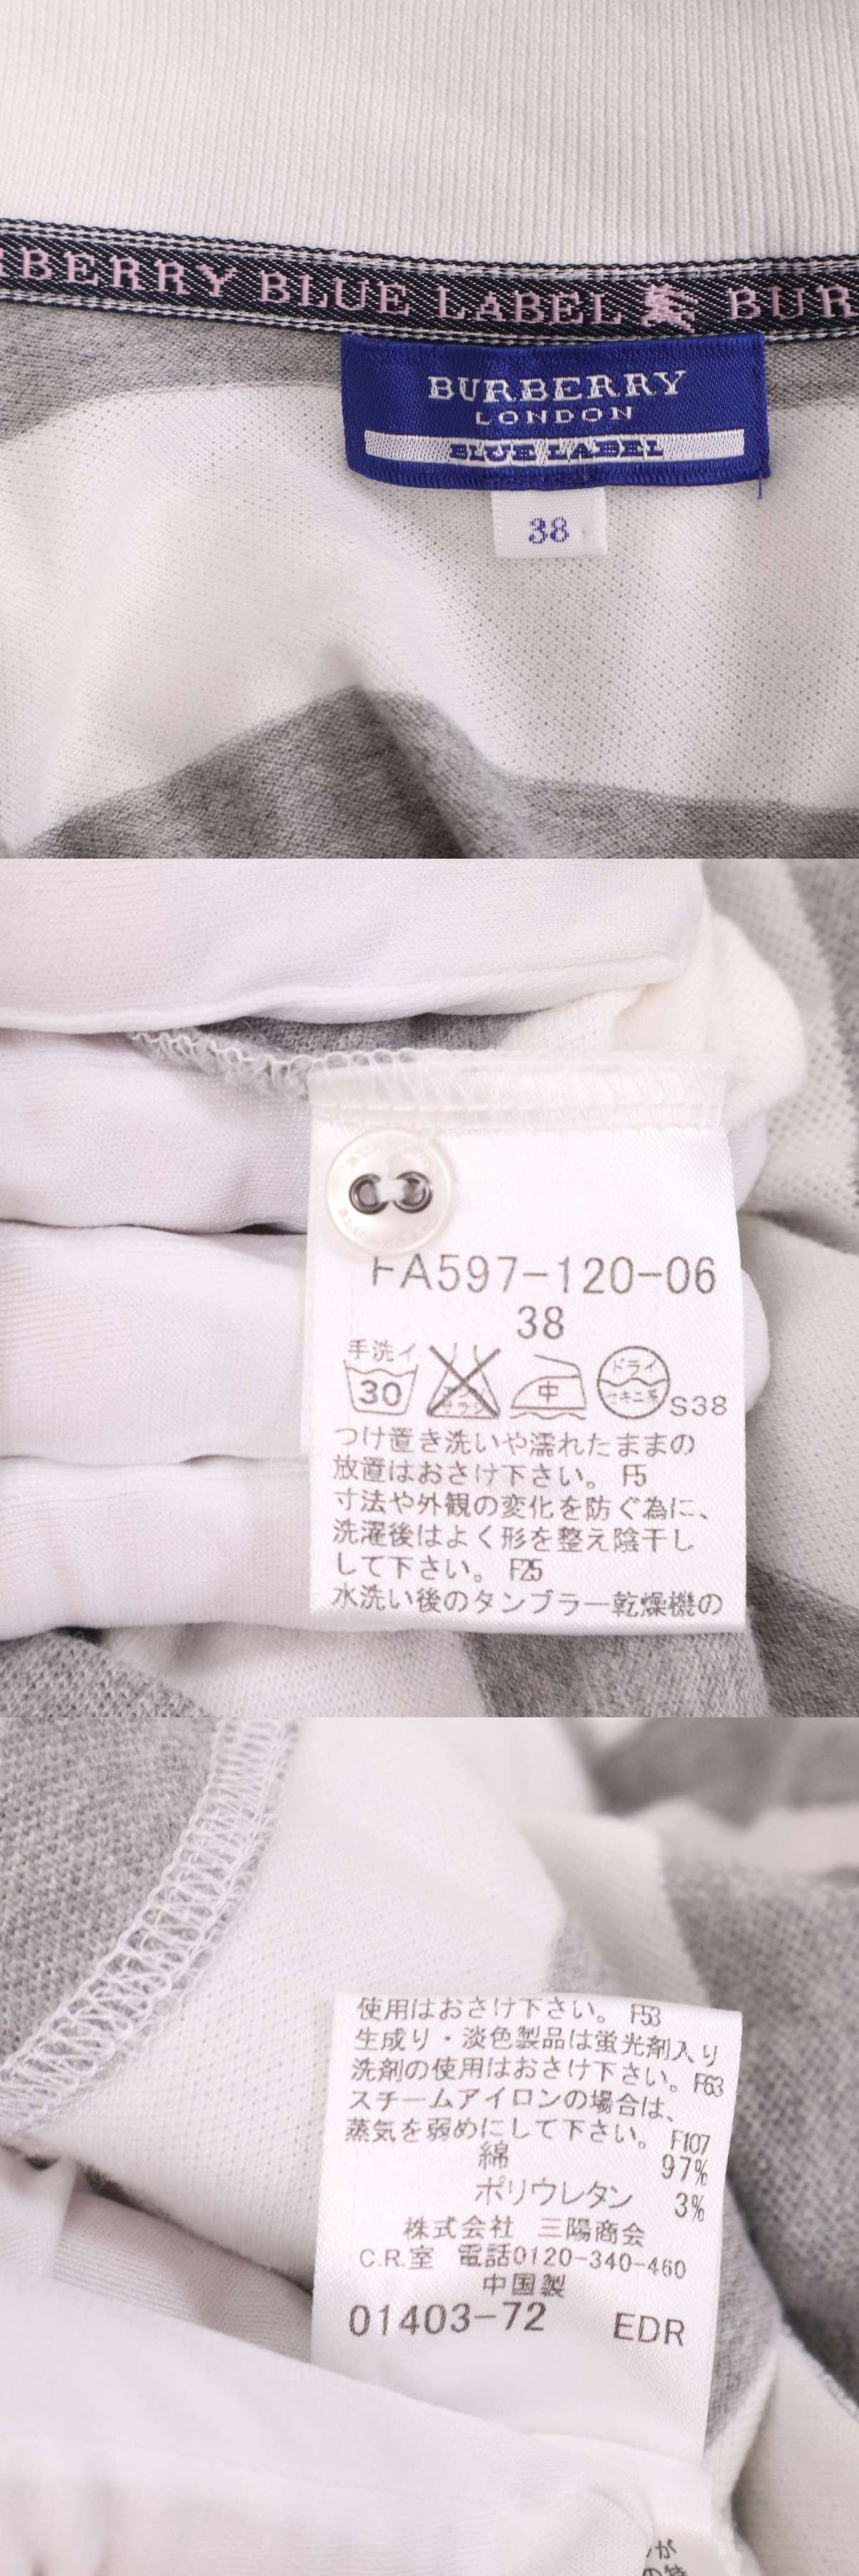 BERRY BLUE LABEL BUR
BURBERRY
LONDON
BLUE LABEL
38
FA597-120-06
38
手洗イ
30
中
ドライ
セキユ系
S38
つけ置き洗いや濡れたままの
放置はおさけ下さい。 F5
寸法や外観の変化を防ぐ為に、
洗濯後はよく形を整え陰干し
して下さい。 F25
水洗い後のタンブラー乾燥機の
使用はおさけ下さい。 F53
生成り・淡色製品は蛍光剤入り
洗剤の使用はおさけ下さい。 F63
スチームアイロンの場合は、
蒸気を弱めにして下さい。 F107
綿 97%
ポリウレタン 3%
株式会社 三陽商会
C.R.室 電話0120-340-460
中国製
01403-72 EDR